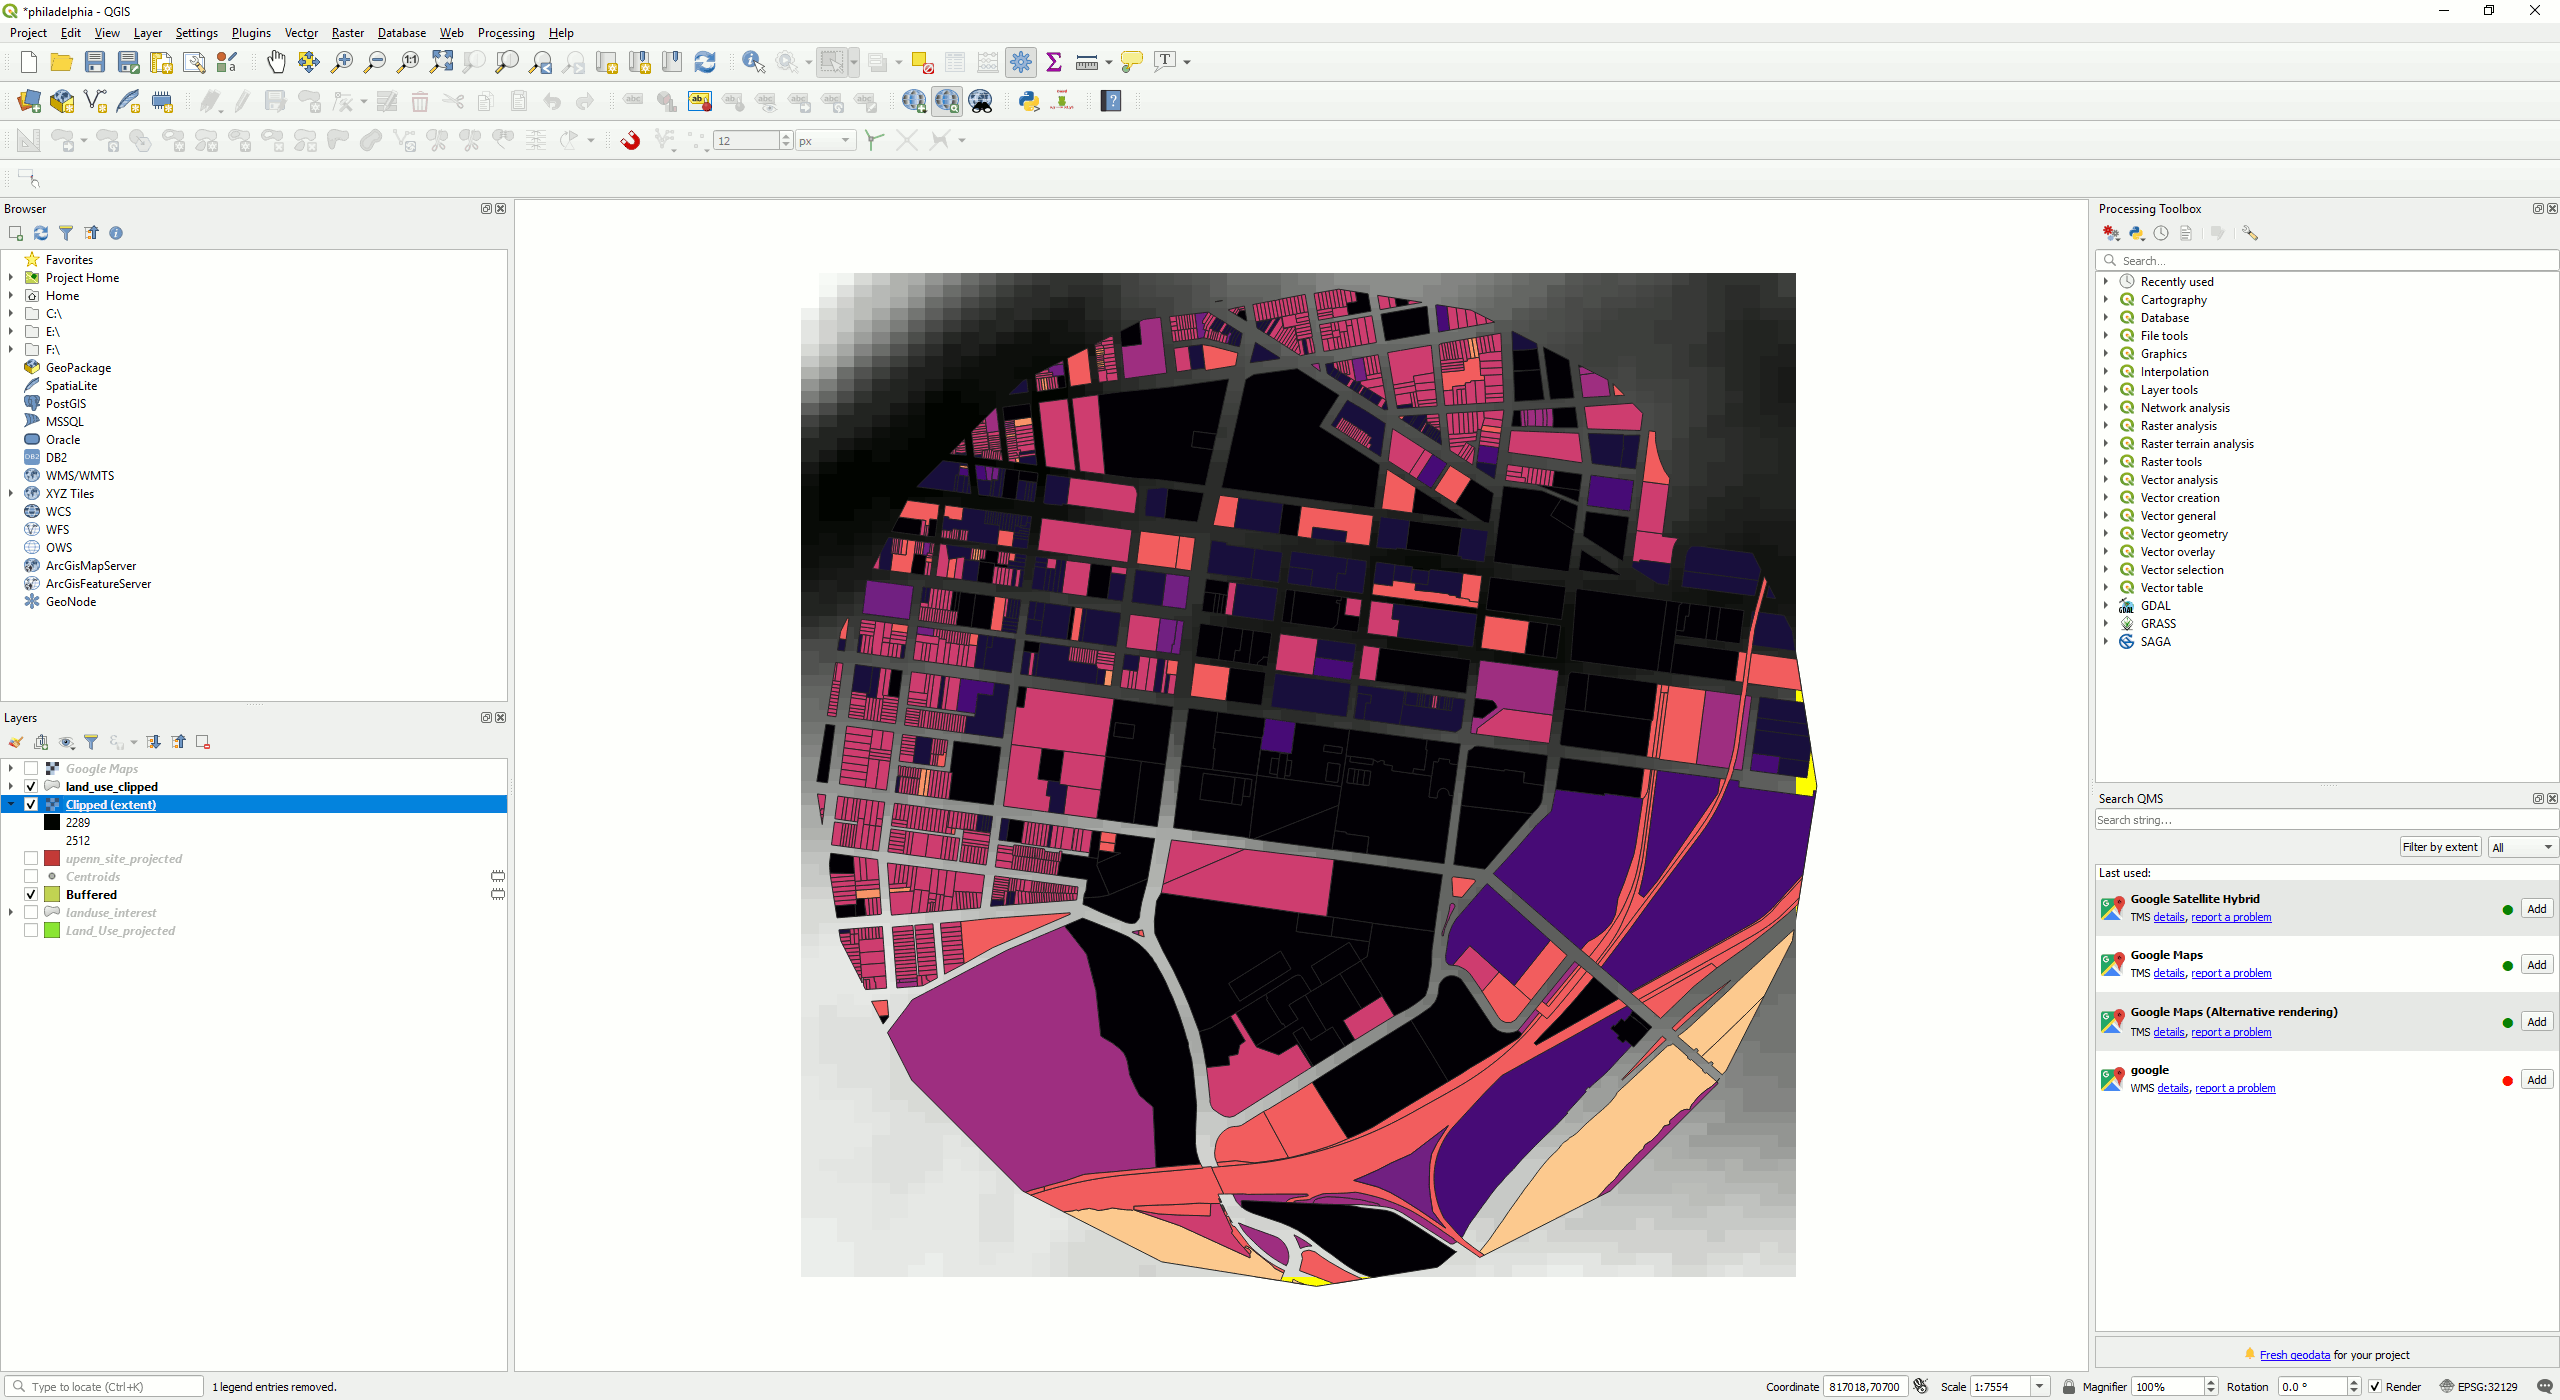 *philadelphia - QGIS
Project Edit View Layer Settings Plugins Vector Raster Database Web Processing Help
12 px
Browser
Favorites
Project Home
Home
C:\
E:\
F:\
GeoPackage
SpatiaLite
PostGIS
MSSQL
Oracle
DB2
WMS/WMTS
XYZ Tiles
WCS
WFS
OWS
ArcGisMapServer
ArcGisFeatureServer
GeoNode
Layers
Google Maps
land_use_clipped
Clipped (extent)
2289
2512
upenn_site_projected
Centroids
Buffered
landuse_interest
Land_Use_projected
Processing Toolbox
Search...
Recently used
Cartography
Database
File tools
Graphics
Interpolation
Layer tools
Network analysis
Raster analysis
Raster terrain analysis
Raster tools
Vector analysis
Vector creation
Vector general
Vector geometry
Vector overlay
Vector selection
Vector table
GDAL
GRASS
SAGA
Search QMS
Search string...
Filter by extent All
Last used:
Google Satellite Hybrid
TMS details, report a problem Add
Google Maps
TMS details, report a problem Add
Google Maps (Alternative rendering)
TMS details, report a problem Add
google
WMS details, report a problem Add
Fresh geodata for your project
Type to locate (Ctrl+K) 1 legend entries removed. Coordinate 817018,70700 Scale 1:7554 Magnifier 100% Rotation 0.0 ° Render EPSG:32129